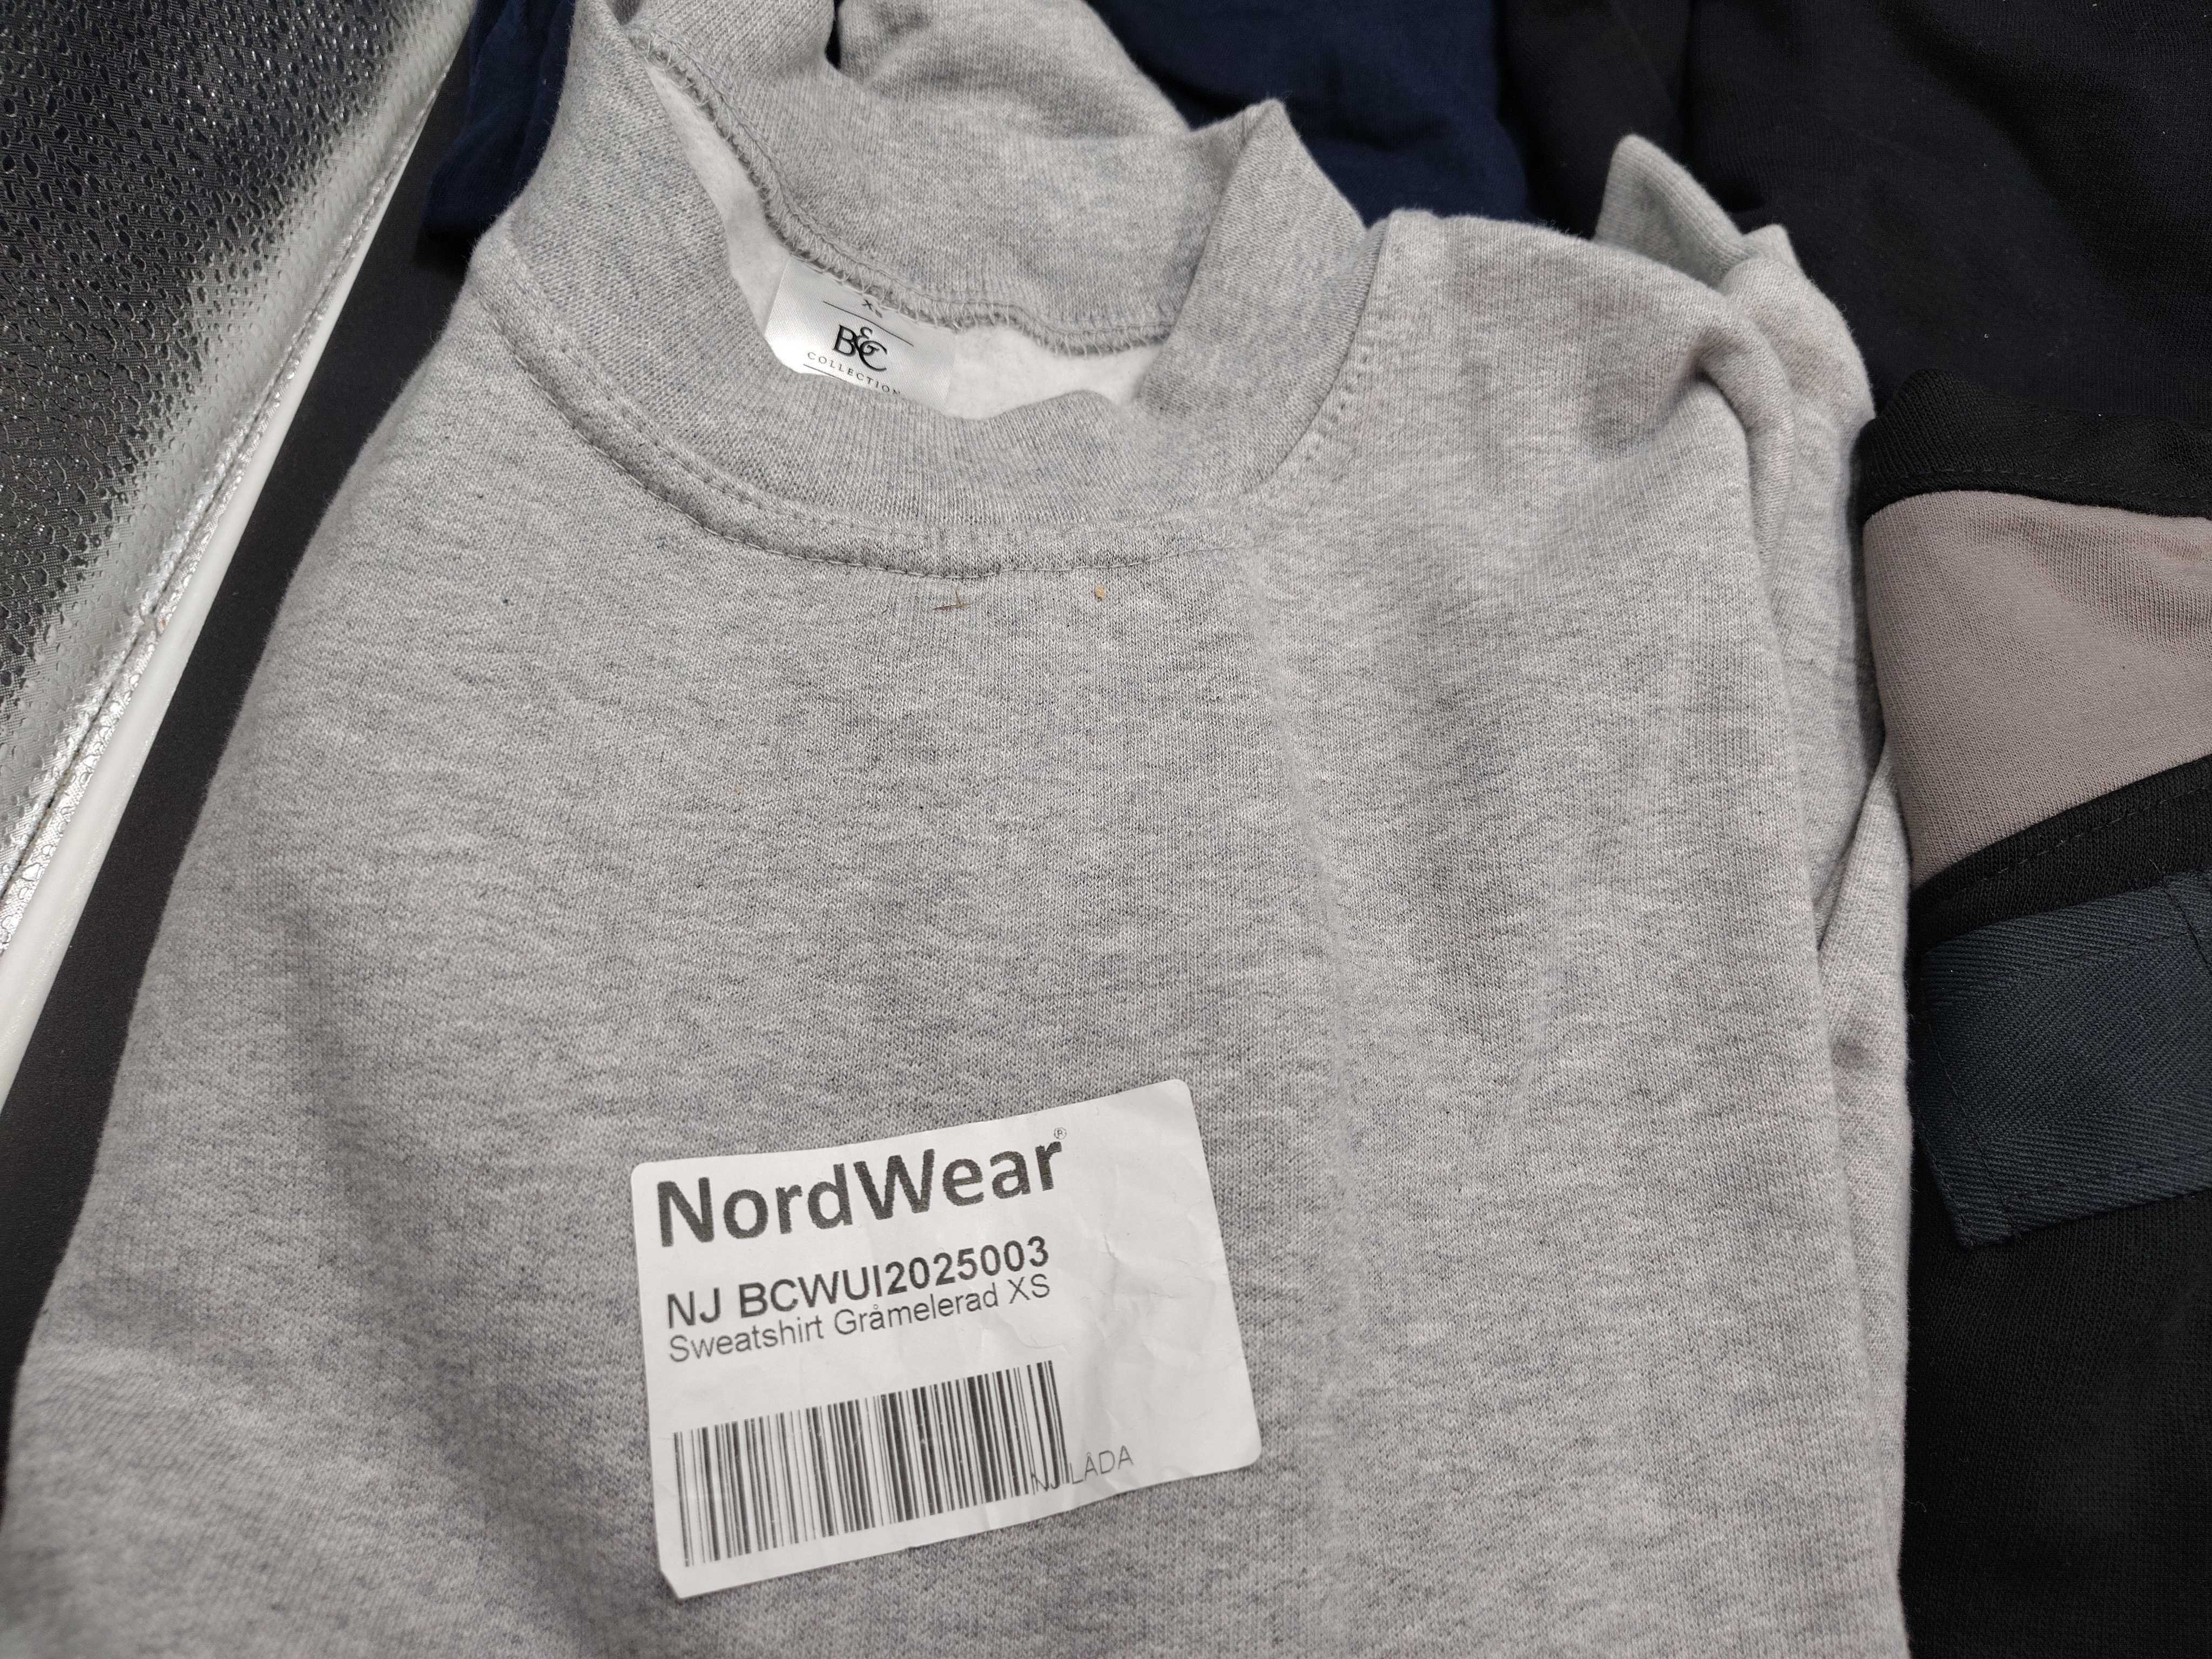 B&C
COLLECTION
NordWear®
NJ BCWUI2025003
Sweatshirt Gråmelerad XS
NJ LÅDA